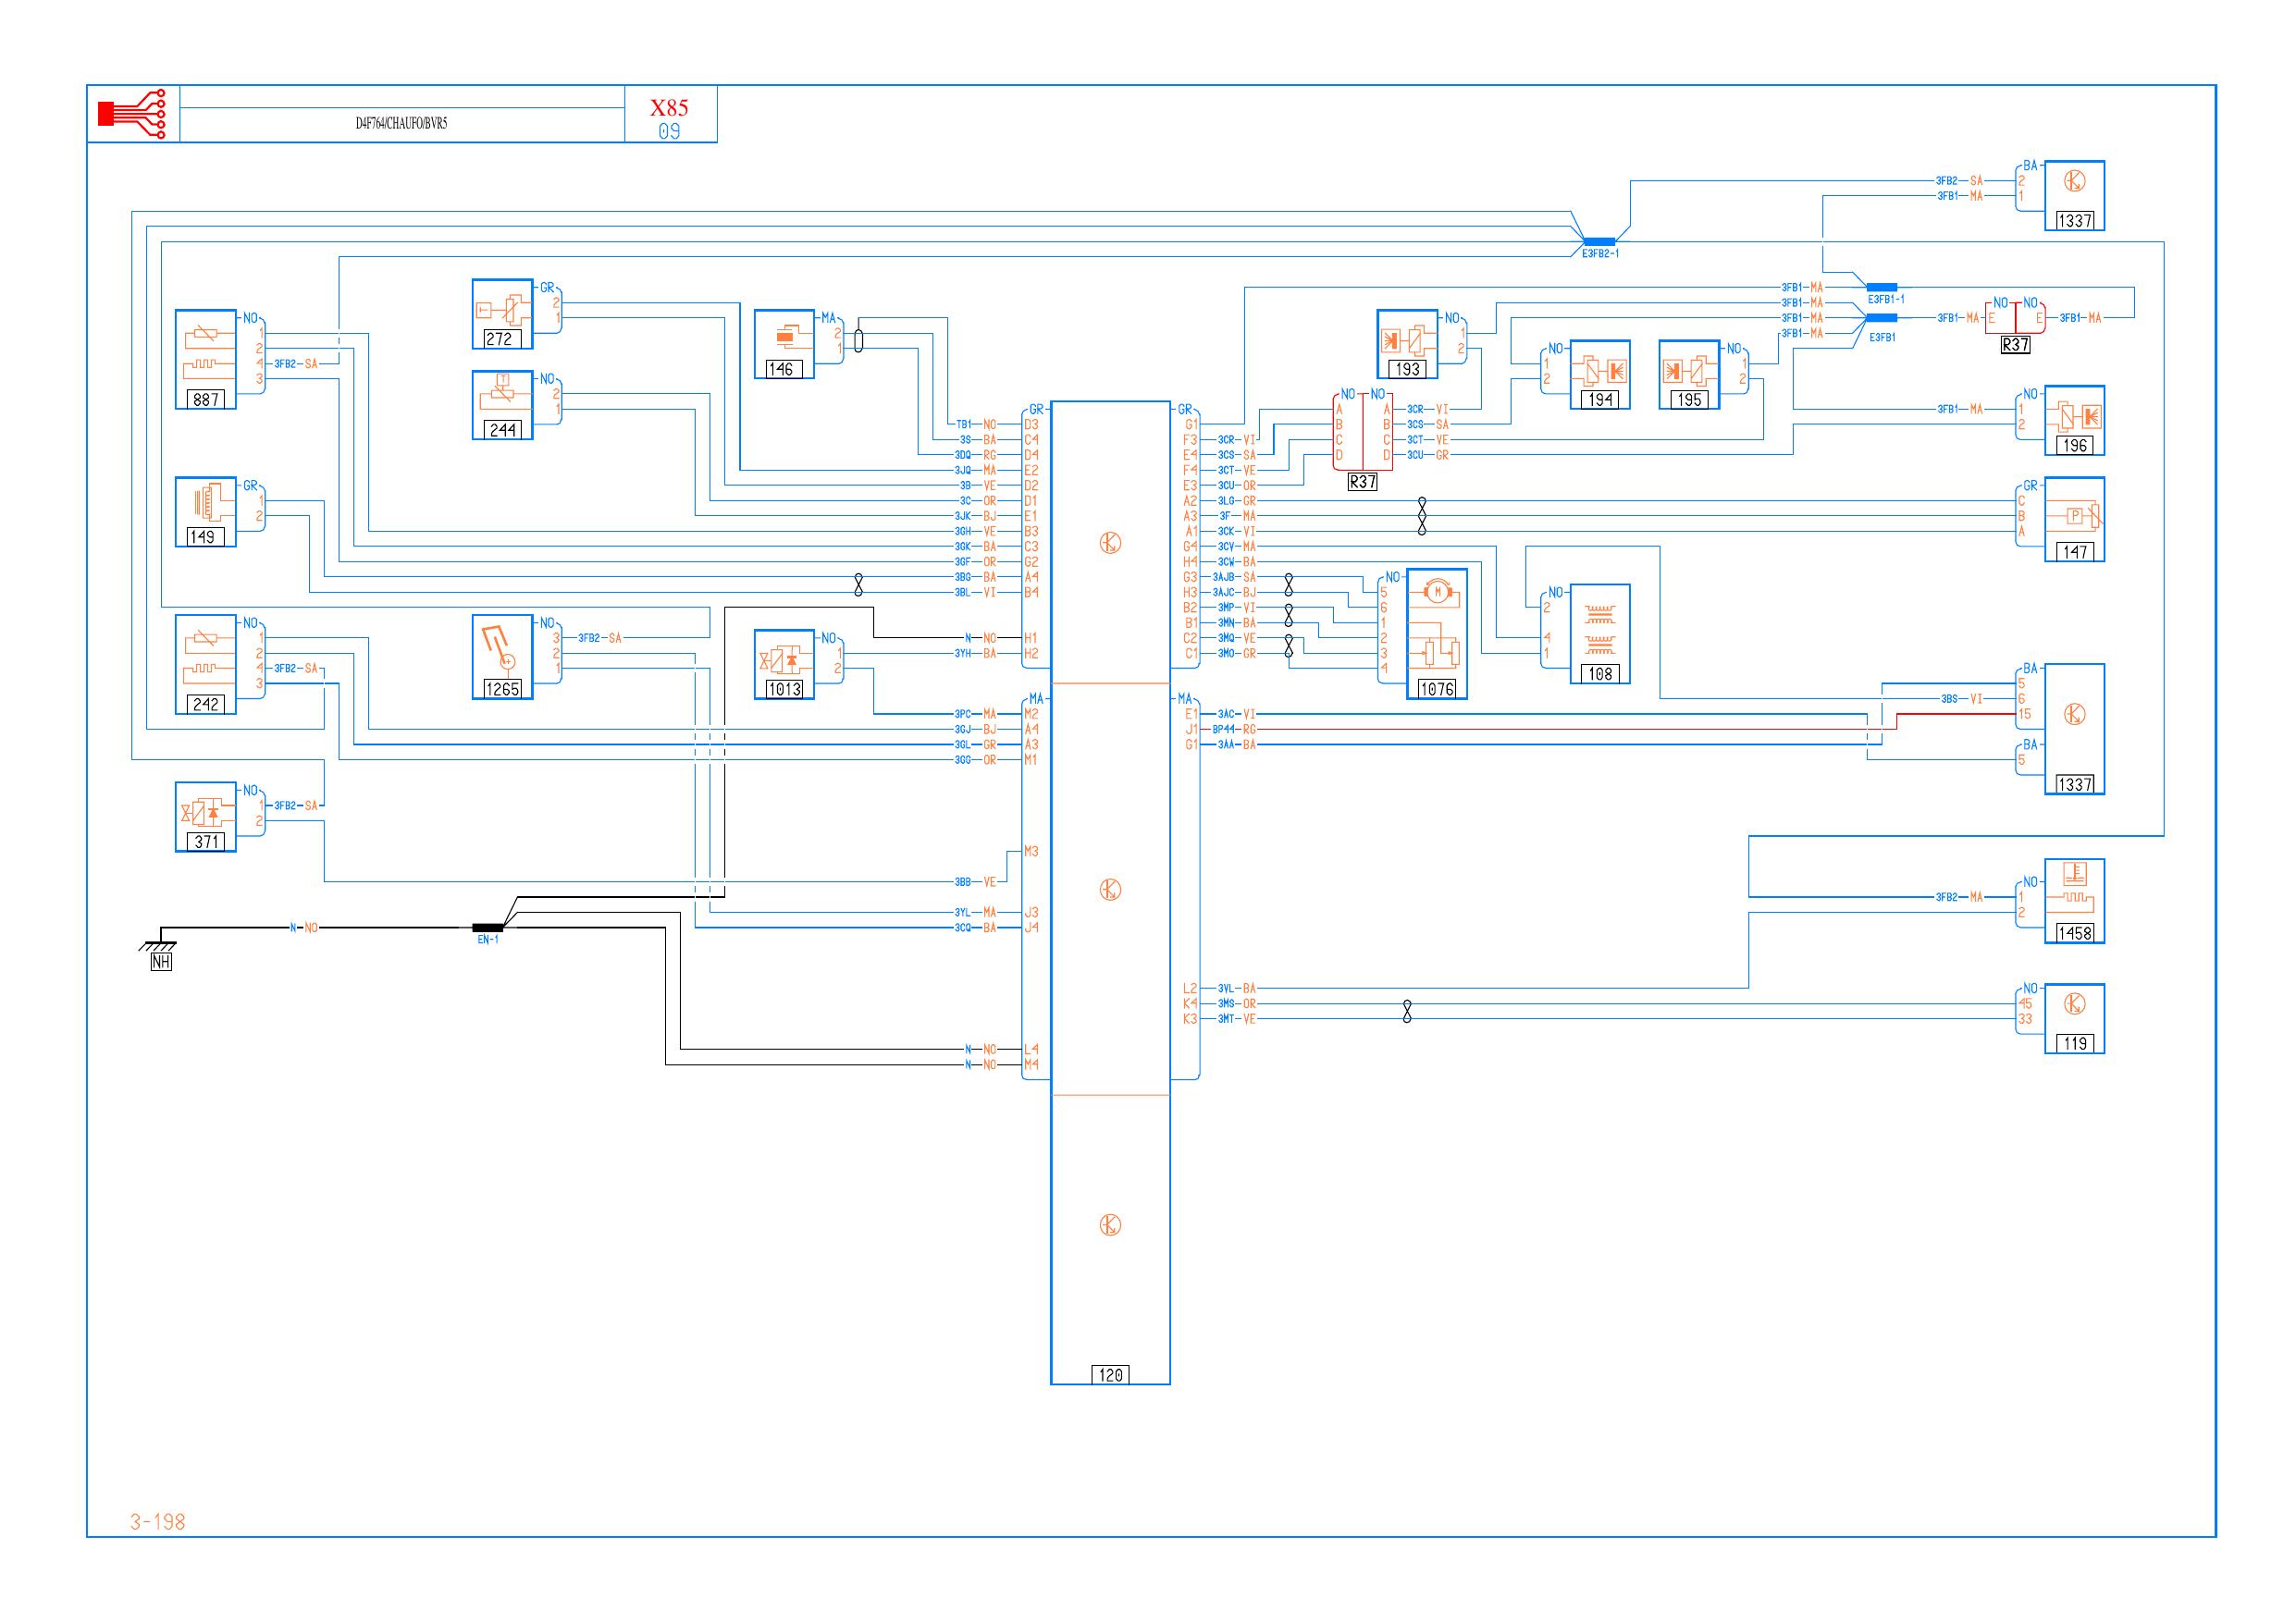 D4F764/CHAUFO/BVR5
X85
09
BA
3FB2 SA 2
3FB1 MA 1
1337
E3FB2-1
3FB1 MA
E3FB1-1
3FB1 MA
3FB1 MA
3FB1 MA
E3FB1
3FB1 MA E
NO NO
E 3FB1 MA
R37
NO
1
2
4 3FB2 SA
3
887
GR
2
1
272
NO
2
1
244
MA
2
1
146
NO
1
2
193
NO
1
2
194
NO
1
2
195
3FB1 MA
NO
1
2
196
GR
1
2
149
GR
TB1 NO D3
3S BA C4
3DQ RG D4
3JQ MA E2
3B VE D2
3C OR D1
3JK BJ E1
3GH VE B3
3GK BA C3
3GF OR G2
3BG BA A4
3BL VI B4
N NO H1
3YH BA H2
GR
G1
F3 3CR VI
E4 3CS SA
F4 3CT VE
E3 3CU OR
A2 3LG GR
A3 3F MA
A1 3CK VI
G4 3CV MA
H4 3CW BA
G3 3AJB SA
H3 3AJC BJ
B2 3MP VI
B1 3MN BA
C2 3MQ VE
C1 3MO GR
NO NO
A A 3CR VI
B B 3CS SA
C C 3CT VE
D D 3CU GR
R37
GR
C
B
A
P
147
NO
5
6
1
2
3
4
M
1076
NO
2
4
1
108
NO
1
2
4 3FB2 SA
3
242
NO
3 3FB2 SA
2
1
1265
NO
1
2
1013
MA
3PC MA M2
3GJ BJ A4
3GL GR A3
3GG OR M1
M3
3BB VE
3YL MA J3
3CQ BA J4
N NO L4
N NO M4
MA
E1 3AC VI
J1 BP44 RG
G1 3AA BA
L2 3VL BA
K4 3MS OR
K3 3MT VE
BA
5
3BS VI 6
15
BA
5
1337
NO
1 3FB2 SA
2
371
N NO
EN-1
NH
NO
3FB2 MA 1
2
1458
NO
45
33
119
120
3-198